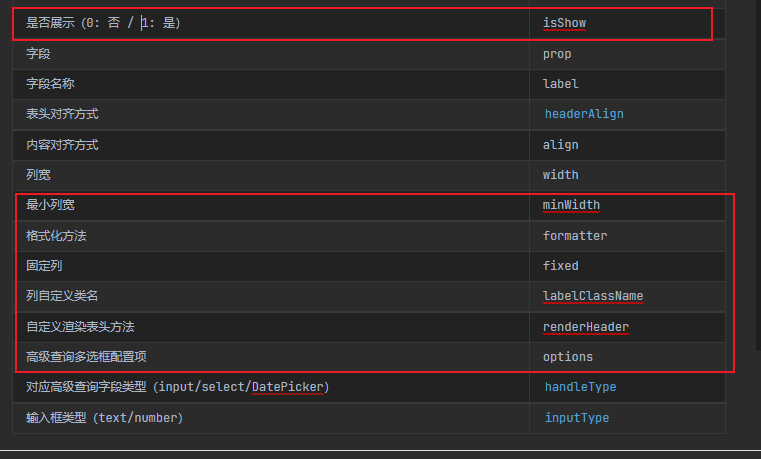 是否展示（0: 否 / 1: 是） isShow
字段 prop
字段名称 label
表头对齐方式 headerAlign
内容对齐方式 align
列宽 width
最小列宽 minWidth
格式化方法 formatter
固定列 fixed
列自定义类名 labelClassName
自定义渲染表头方法 renderHeader
高级查询多选框配置项 options
对应高级查询字段类型（input/select/DatePicker） handleType
输入框类型（text/number） inputType